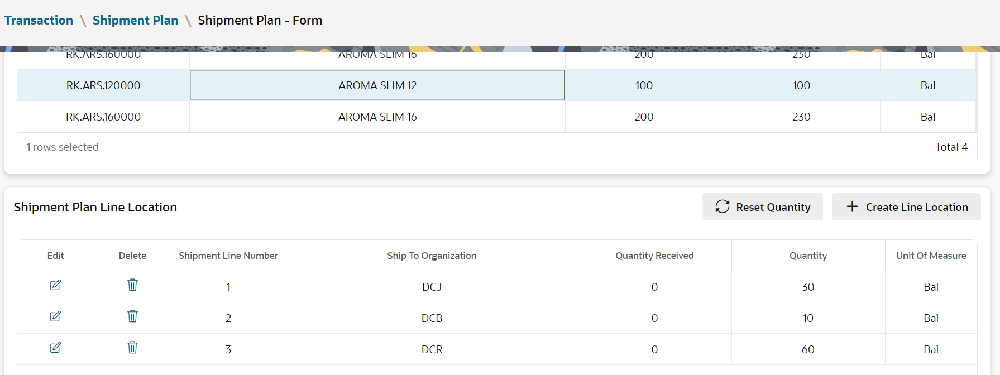 Transaction \ Shipment Plan \ Shipment Plan - Form
RK.ARS.160000 AROMA SLIM 16 200 230 Bal
RK.ARS.120000 AROMA SLIM 12 100 100 Bal
RK.ARS.160000 AROMA SLIM 16 200 230 Bal
1 rows selected Total 4
Shipment Plan Line Location Reset Quantity Create Line Location
Edit Delete Shipment Line Number Ship To Organization Quantity Received Quantity Unit Of Measure
1 DCJ 0 30 Bal
2 DCB 0 10 Bal
3 DCR 0 60 Bal